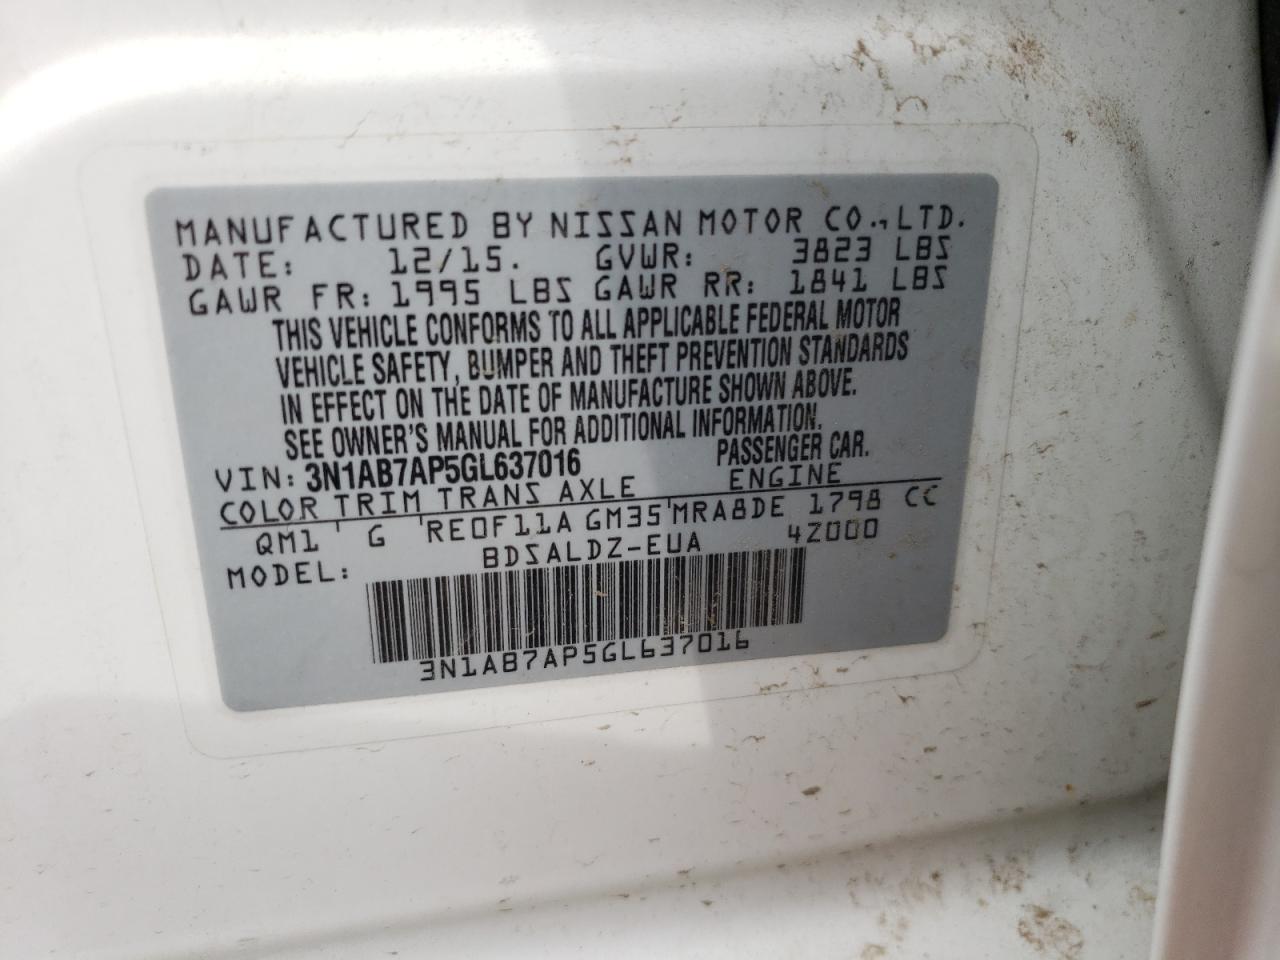 MANUFACTURED BY NISSAN MOTOR CO., LTD.
DATE: 12/15. GVWR: 3823 LBS
GAWR FR: 1995 LBS GAWR RR: 1841 LBS
THIS VEHICLE CONFORMS TO ALL APPLICABLE FEDERAL MOTOR
VEHICLE SAFETY, BUMPER AND THEFT PREVENTION STANDARDS
IN EFFECT ON THE DATE OF MANUFACTURE SHOWN ABOVE.
SEE OWNER'S MANUAL FOR ADDITIONAL INFORMATION.
VIN: 3N1AB7AP5GL637016 PASSENGER CAR.
COLOR TRIM TRANS AXLE ENGINE
QM1 G RE0F11A GM35 MRA8DE 1798 CC
MODEL: BDSALDZ-EUA 42000
3N1AB7AP5GL637016